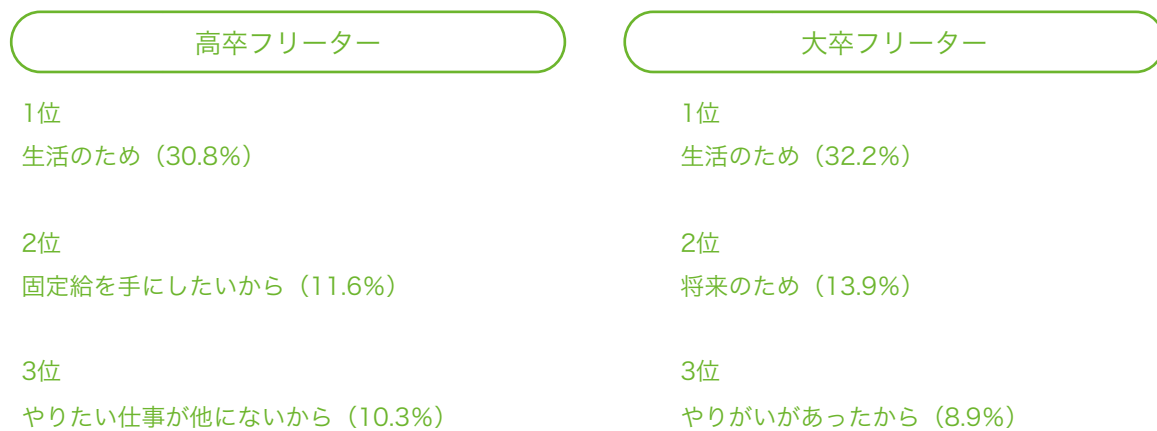 高卒フリーター
1位
生活のため（30.8%）
2位
固定給を手にしたいから（11.6%）
3位
やりたい仕事が他にないから（10.3%）
大卒フリーター
1位
生活のため（32.2%）
2位
将来のため（13.9%）
3位
やりがいがあったから（8.9%）